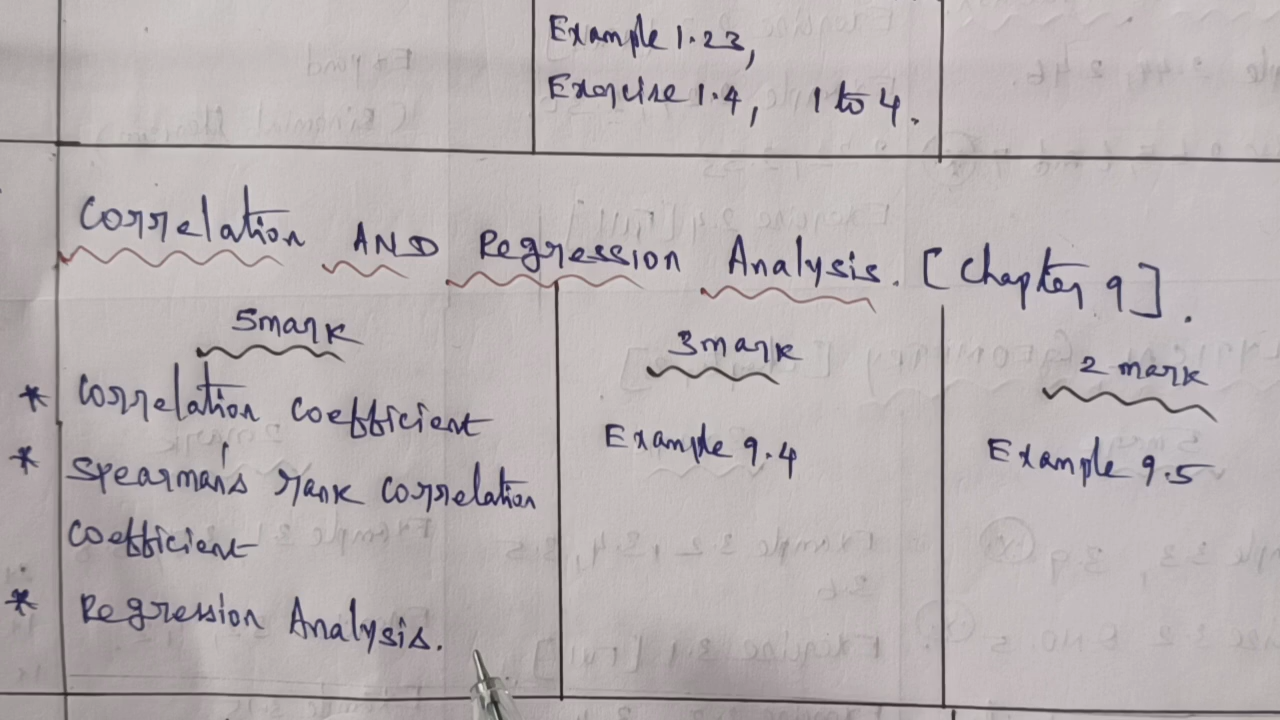 Example 1.23,
Exercise 1.4, 1 to 4.
Correlation AND Regression Analysis. [Chapter 9].
5mark
* Correlation coefficient
* Spearman's rank correlation
coefficient
* Regression Analysis.
3mark
Example 9.4
2 mark
Example 9.5